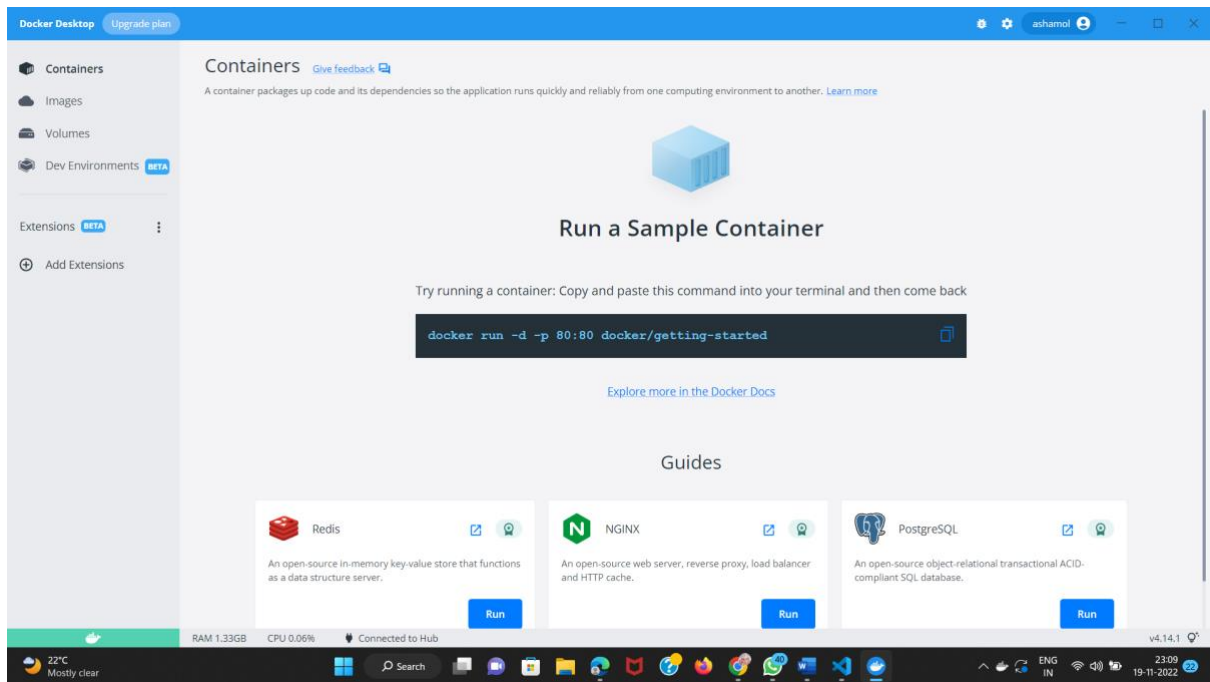 Docker Desktop Upgrade plan ashamol
Containers
Images
Volumes
Dev Environments BETA
Extensions BETA
Add Extensions
Containers Give feedback
A container packages up code and its dependencies so the application runs quickly and reliably from one computing environment to another. Learn more
Run a Sample Container
Try running a container: Copy and paste this command into your terminal and then come back
docker run -d -p 80:80 docker/getting-started
Explore more in the Docker Docs
Guides
Redis
An open-source in-memory key-value store that functions
as a data structure server.
Run
NGINX
An open-source web server, reverse proxy, load balancer
and HTTP cache.
Run
PostgreSQL
An open-source object-relational transactional ACID-
compliant SQL database.
Run
RAM 1.33GB CPU 0.06% Connected to Hub v4.14.1
22°C
Mostly clear
Search
40
ENG
IN
23:09
19-11-2022
22